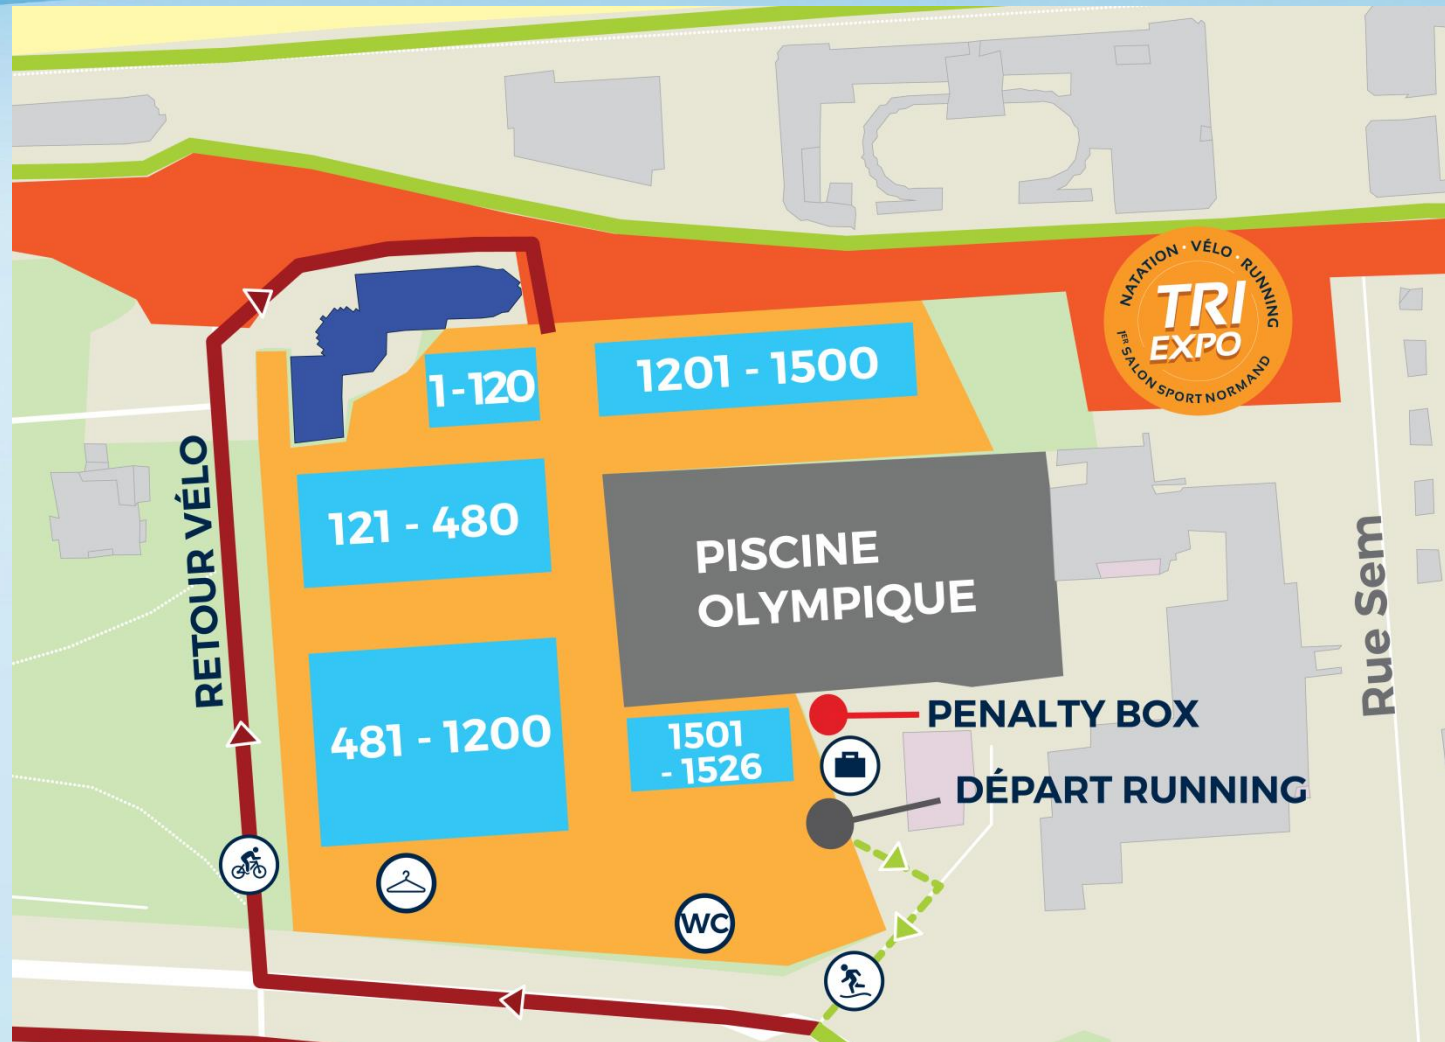 NATATION · VÉLO · RUNNING
TRI
EXPO
1ER SALON SPORT NORMAND
1-120
1201 - 1500
121 - 480
RETOUR VÉLO
PISCINE
OLYMPIQUE
Rue Sem
481 - 1200
1501
- 1526
PENALTY BOX
DÉPART RUNNING
WC